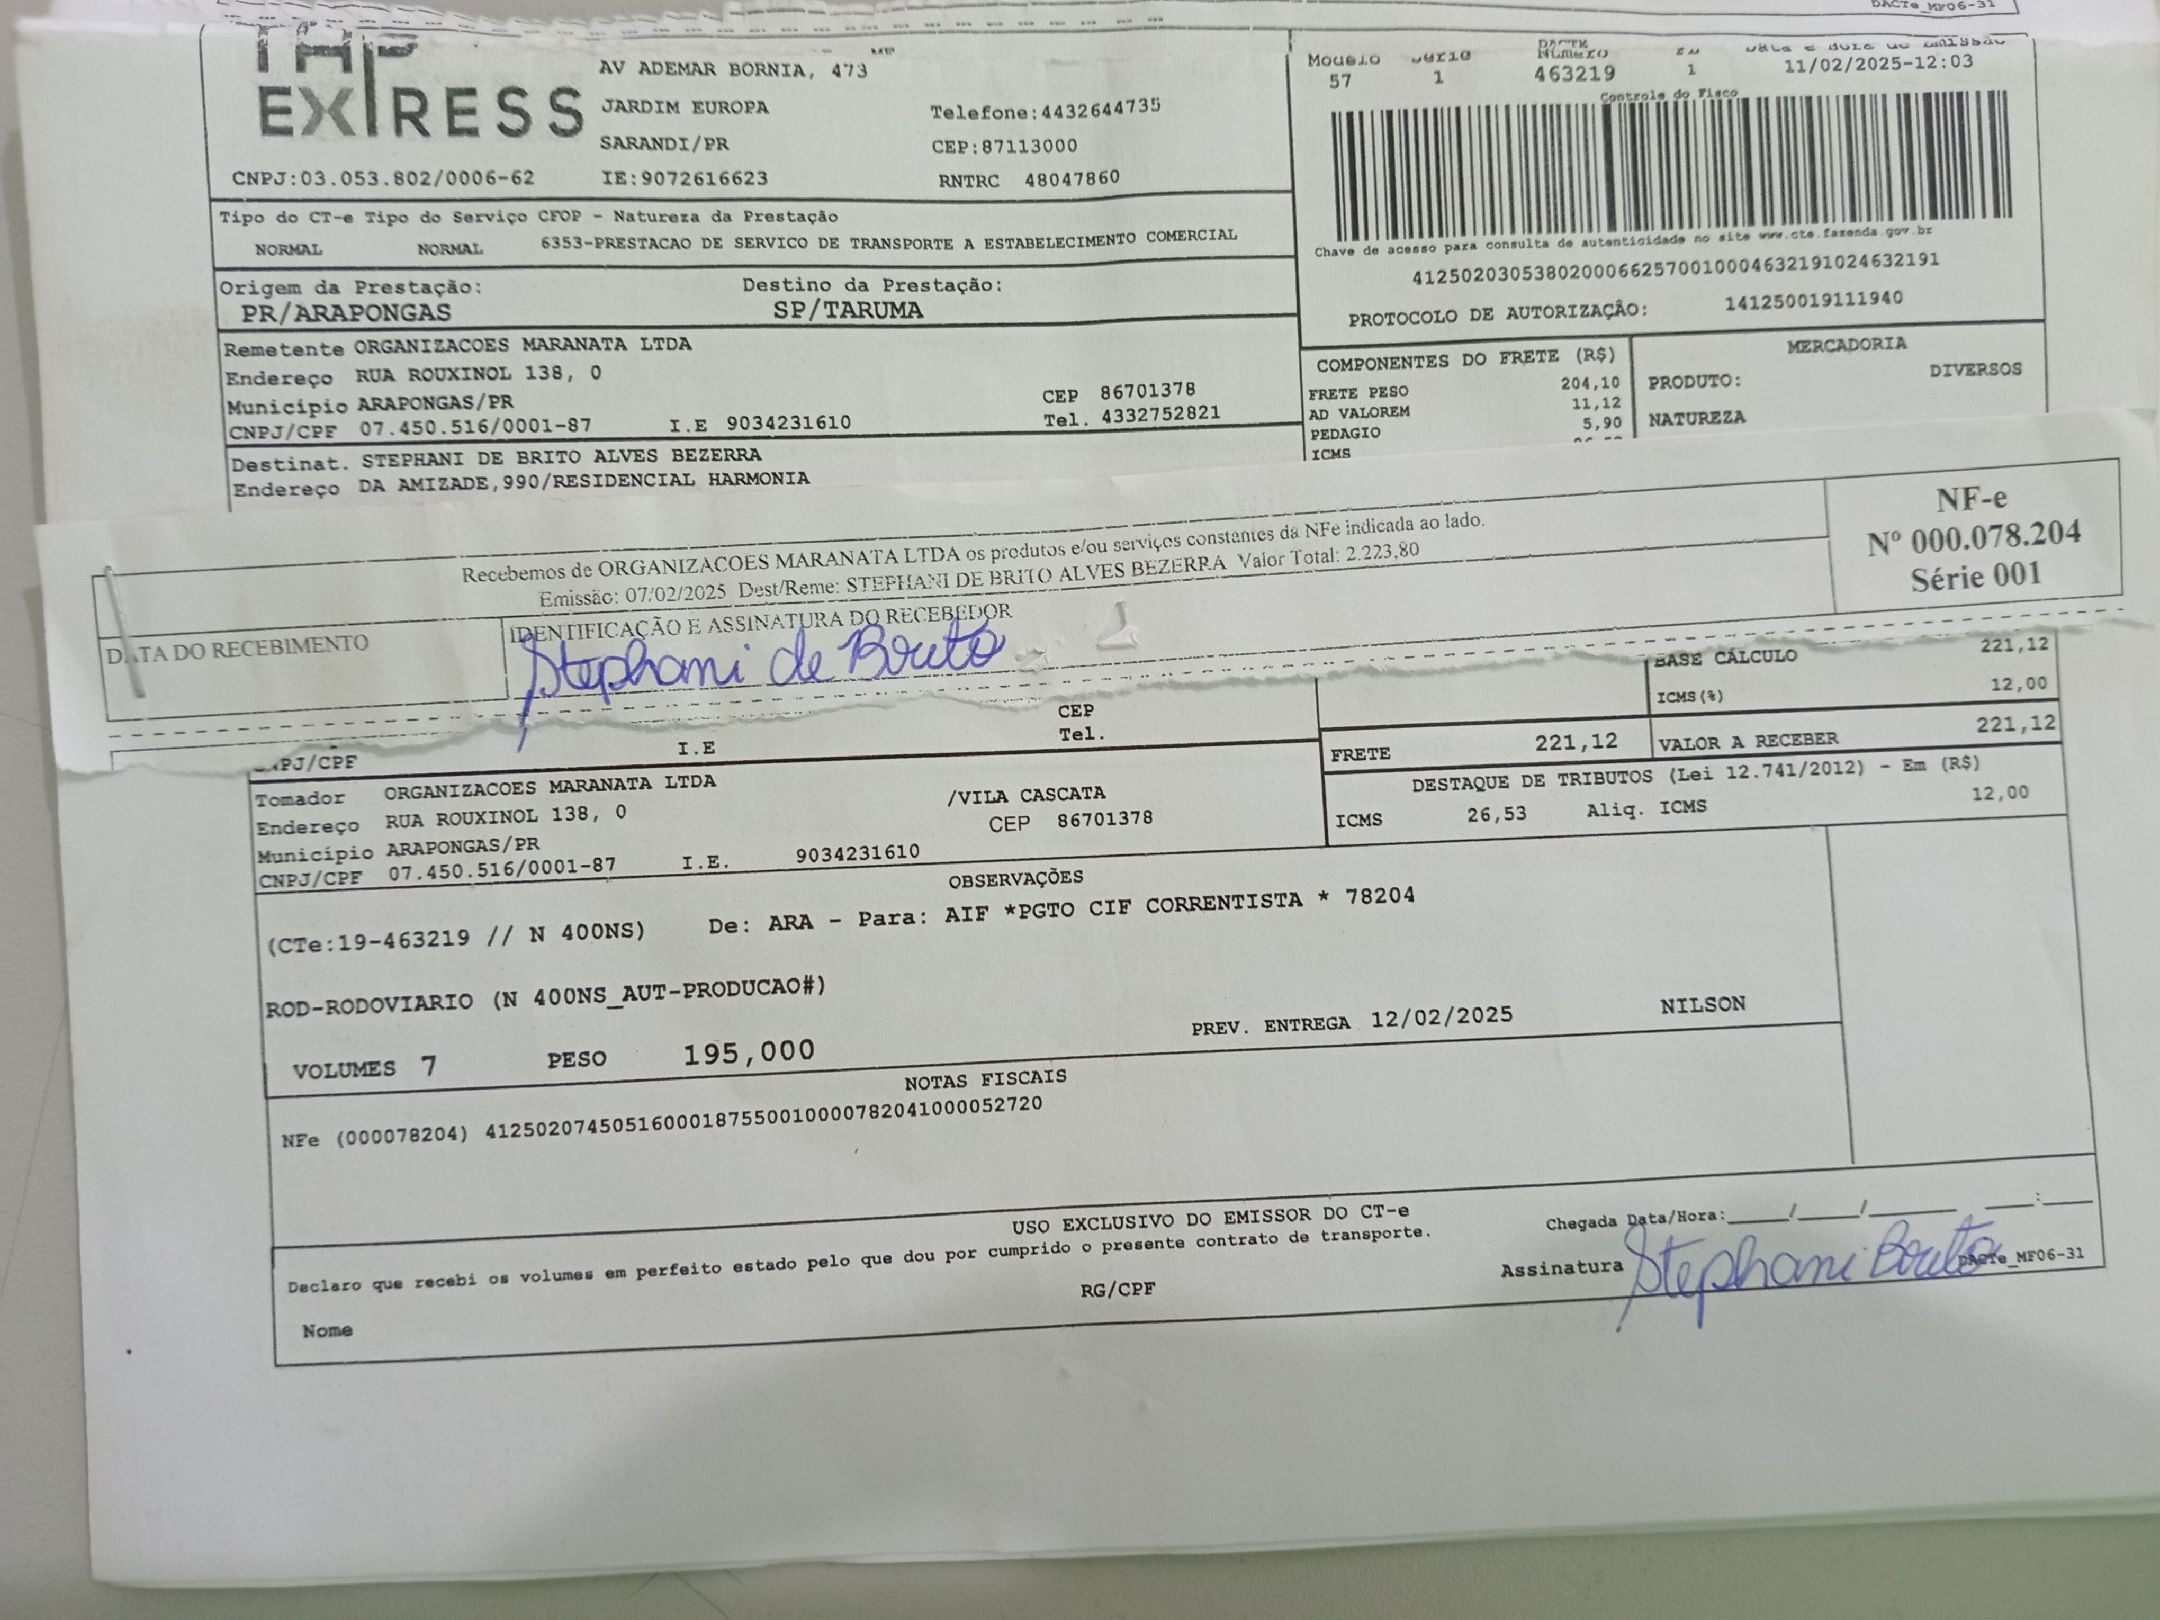 DACTe_MF06-31
TAP
EXPRESS
AV ADEMAR BORNIA, 473
JARDIM EUROPA
Telefone:4432644735
SARANDI/PR
CEP:87113000
CNPJ:03.053.802/0006-62 IE:9072616623 RNTRC 48047860
Modelo Série NÚMERO Data e Hora de Emissão
57 1 463219 1 11/02/2025-12:03
Controle do Fisco
Tipo do CT-e Tipo do Serviço CFOP - Natureza da Prestação
NORMAL NORMAL 6353-PRESTACAO DE SERVICO DE TRANSPORTE A ESTABELECIMENTO COMERCIAL
Chave de acesso para consulta de autenticidade no site www.cte.fazenda.gov.br
41250203053802000662570010004632191024632191
PROTOCOLO DE AUTORIZAÇÃO: 141250019111940
Origem da Prestação: Destino da Prestação:
PR/ARAPONGAS SP/TARUMA
Remetente ORGANIZACOES MARANATA LTDA
Endereço RUA ROUXINOL 138, 0
Município ARAPONGAS/PR CEP 86701378
CNPJ/CPF 07.450.516/0001-87 I.E 9034231610 Tel. 4332752821
COMPONENTES DO FRETE (R$)
FRETE PESO 204,10
AD VALOREM 11,12
PEDAGIO 5,90
ICMS
MERCADORIA
PRODUTO: DIVERSOS
NATUREZA
Destinat. STEPHANI DE BRITO ALVES BEZERRA
Endereço DA AMIZADE,990/RESIDENCIAL HARMONIA
Recebemos de ORGANIZACOES MARANATA LTDA os produtos e/ou serviços constantes da NFe indicada ao lado.
Emissão: 07/02/2025 Dest/Reme: STEPHANI DE BRITO ALVES BEZERRA Valor Total: 2.223,80
NF-e
Nº 000.078.204
Série 001
DATA DO RECEBIMENTO
IDENTIFICAÇÃO E ASSINATURA DO RECEBEDOR
Stephani de Brito
BASE CÁLCULO 221,12
ICMS(%) 12,00
CEP
CNPJ/CPF I.E Tel.
FRETE 221,12 VALOR A RECEBER 221,12
DESTAQUE DE TRIBUTOS (Lei 12.741/2012) - Em (R$)
ICMS 26,53 Aliq. ICMS 12,00
Tomador ORGANIZACOES MARANATA LTDA
Endereço RUA ROUXINOL 138, 0 /VILA CASCATA
Município ARAPONGAS/PR CEP 86701378
CNPJ/CPF 07.450.516/0001-87 I.E. 9034231610
OBSERVAÇÕES
(CTe:19-463219 // N 400NS) De: ARA - Para: AIF *PGTO CIF CORRENTISTA * 78204
ROD-RODOVIARIO (N 400NS_AUT-PRODUCAO#)
VOLUMES 7 PESO 195,000 PREV. ENTREGA 12/02/2025 NILSON
NOTAS FISCAIS
NFe (000078204) 41250207450516000187550010000782041000052720
USO EXCLUSIVO DO EMISSOR DO CT-e
Declaro que recebi os volumes em perfeito estado pelo que dou por cumprido o presente contrato de transporte.
Chegada Data/Hora:_____/_____/_______ ____:____
Assinatura Stephani Brito
DACTe_MF06-31
Nome RG/CPF